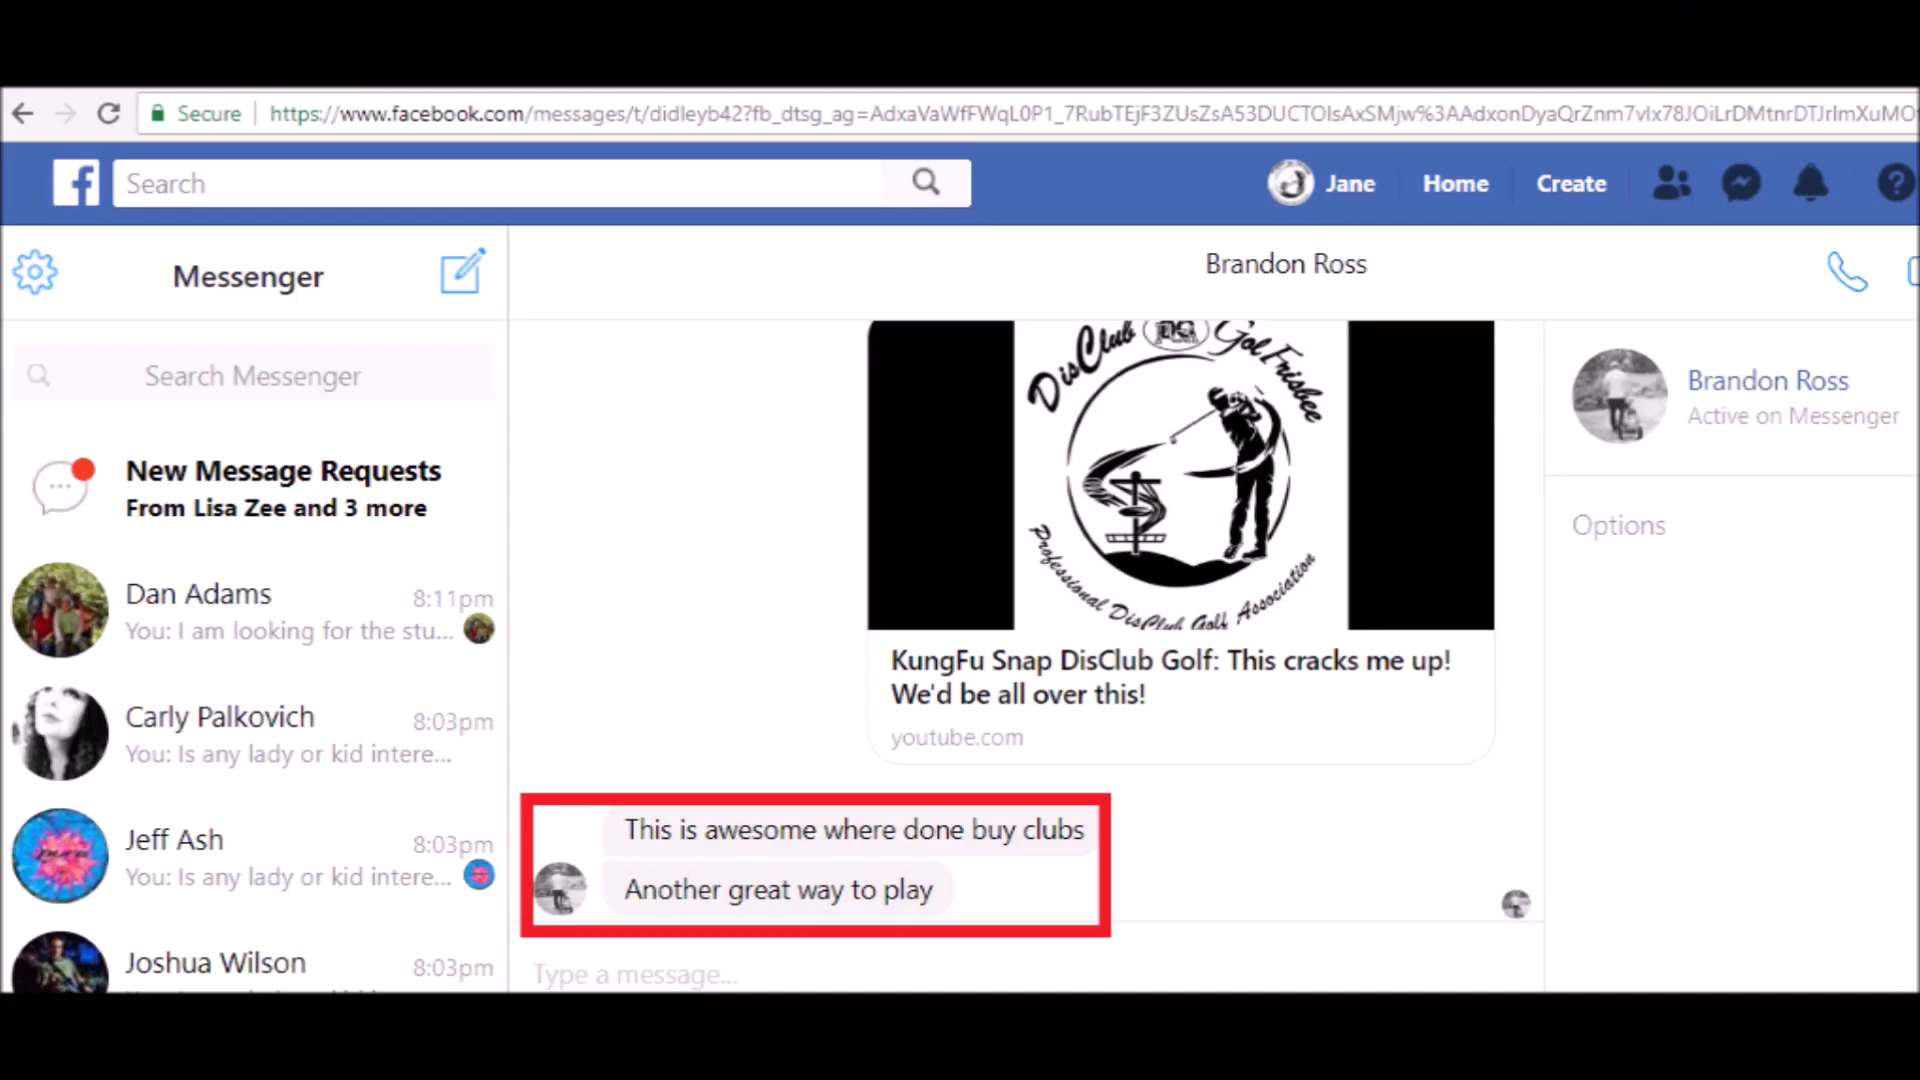 Secure
https://www.facebook.com/messages/t/didleyb42?fb_dtsg_ag=AdxaVaWfFWqL0P1_7RubTEjF3ZUsZsA53DUCTOlsAxSMjw%3AAdxonDyaQrZnm7vlx78JOiLrDMtnrDTJrlmXuMO
Search
Jane
Home
Create
Messenger
Brandon Ross
Search Messenger
DisClub Gol Frisbee
Professional DisClub Golf Association
Brandon Ross
Active on Messenger
New Message Requests
From Lisa Zee and 3 more
Options
Dan Adams 8:11pm
You: I am looking for the stu...
KungFu Snap DisClub Golf: This cracks me up!
We'd be all over this!
youtube.com
Carly Palkovich 8:03pm
You: Is any lady or kid intere...
Jeff Ash 8:03pm
You: Is any lady or kid intere...
This is awesome where done buy clubs
Another great way to play
Joshua Wilson 8:03pm
Type a message...